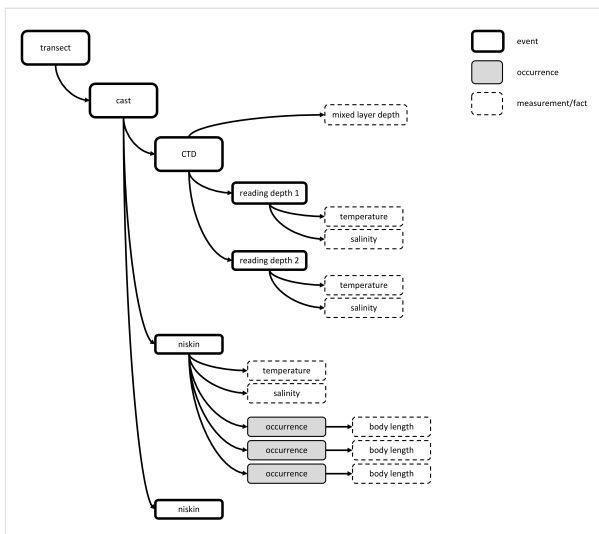 transect
event
occurrence
measurement/fact
cast
mixed layer depth
CTD
reading depth 1
temperature
salinity
reading depth 2
temperature
salinity
niskin
temperature
salinity
occurrence
body length
occurrence
body length
occurrence
body length
niskin